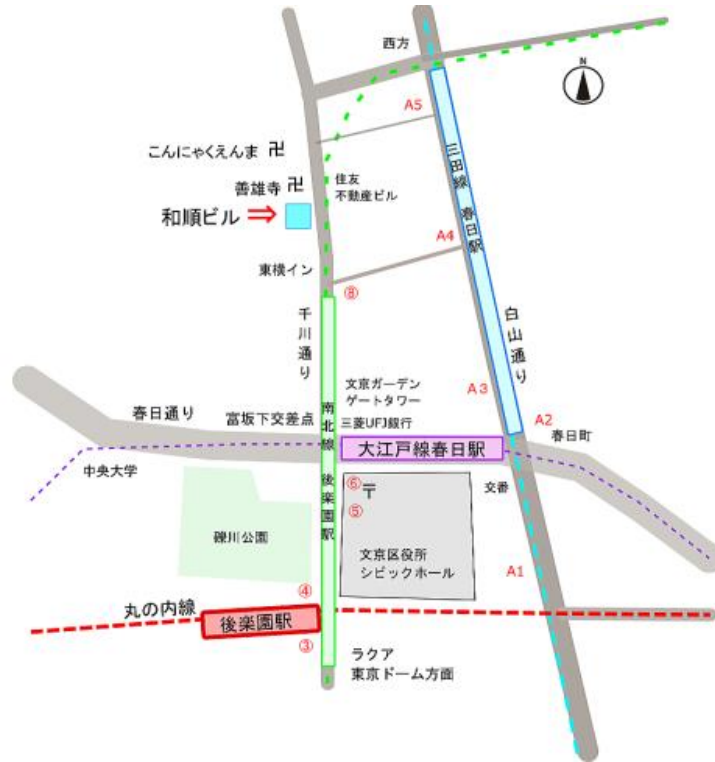 西方
N
A5
こんにゃくえんま 卍
善雄寺 卍
住友
不動産ビル
和順ビル ⇒
三田線 春日駅
A4
東横イン
⑧
千川通り
白山通り
文京ガーデン
ゲートタワー
A3
A2
春日通り
富坂下交差点
南北線 後楽園駅
三菱UFJ銀行
春日町
大江戸線春日駅
中央大学
⑥
〒
交番
⑤
礫川公園
文京区役所
シビックホール
A1
④
丸の内線
後楽園駅
③
ラクア
東京ドーム方面